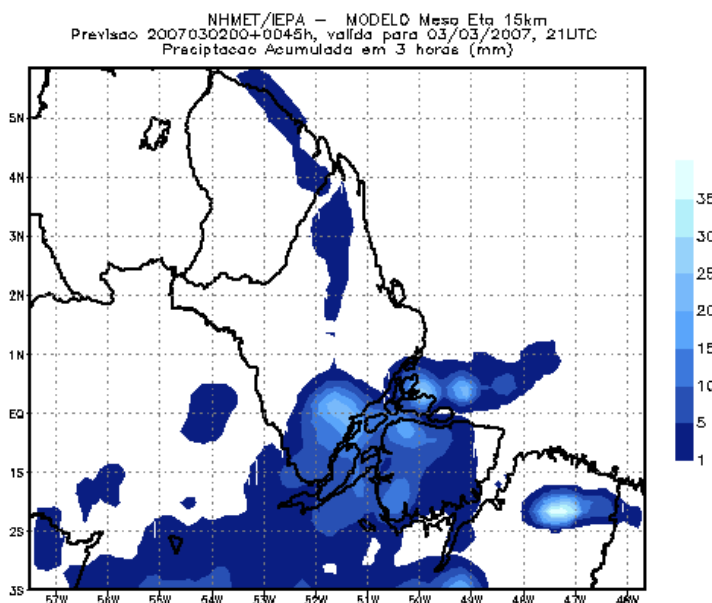 NHMET/IEPA – MODELO Meso Eta 15km
Previsao 2007030200+0045h, valida para 03/03/2007, 21UTC
Preciptacao Acumulada em 3 horas (mm)
5N
4N
3N
2N
1N
EQ
1S
2S
3S
57W 56W 55W 54W 53W 52W 51W 50W 49W 48W 47W 46W
35
30
25
20
15
10
5
1